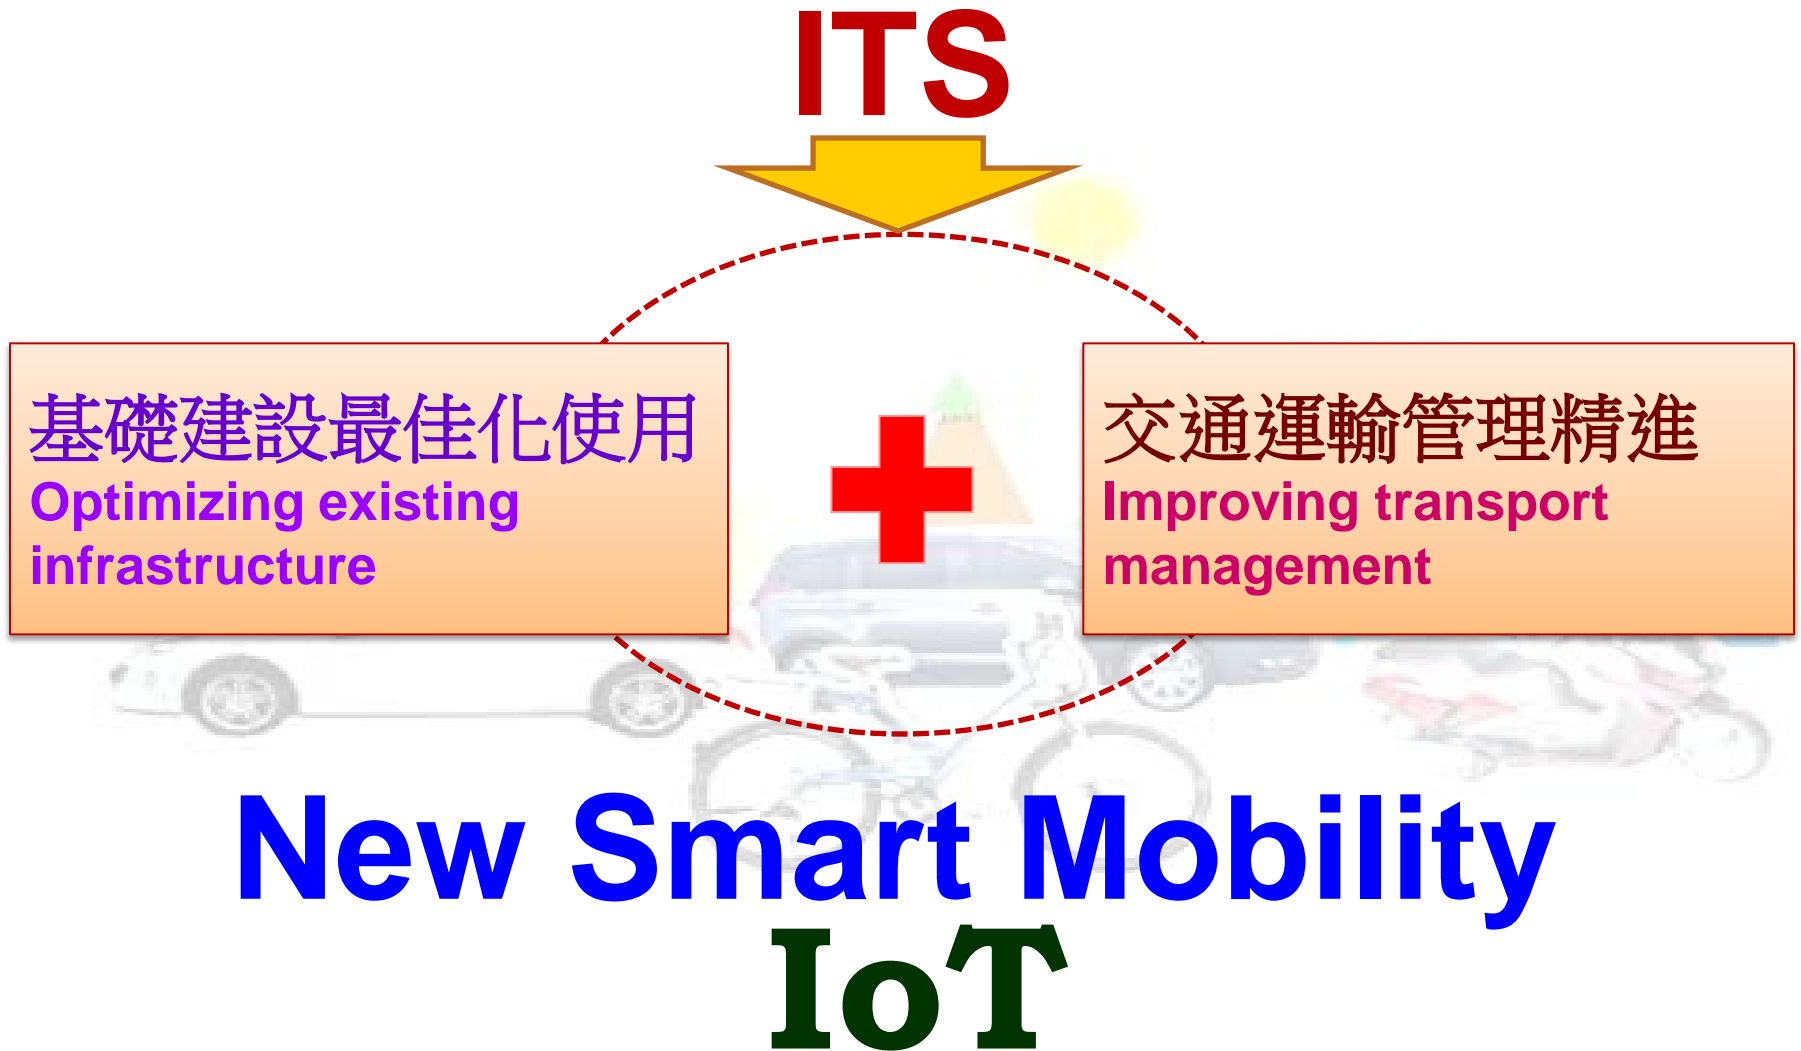 ITS
基礎建設最佳化使用
Optimizing existing
infrastructure
交通運輸管理精進
Improving transport
management
New Smart Mobility
IoT